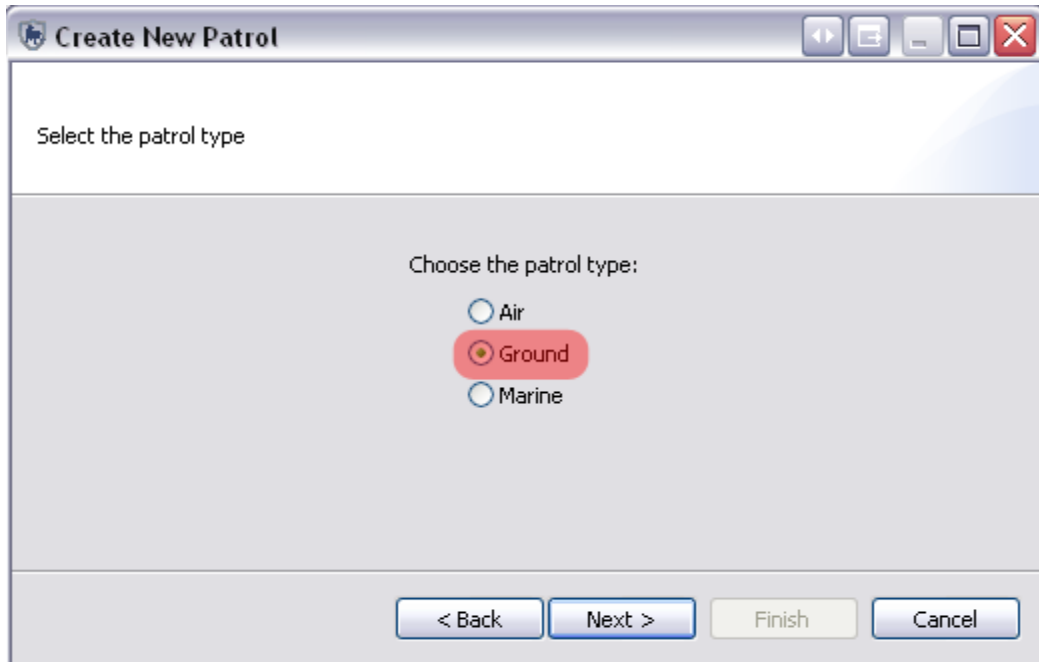 Create New Patrol
Select the patrol type
Choose the patrol type:
Air
Ground
Marine
< Back Next > Finish Cancel